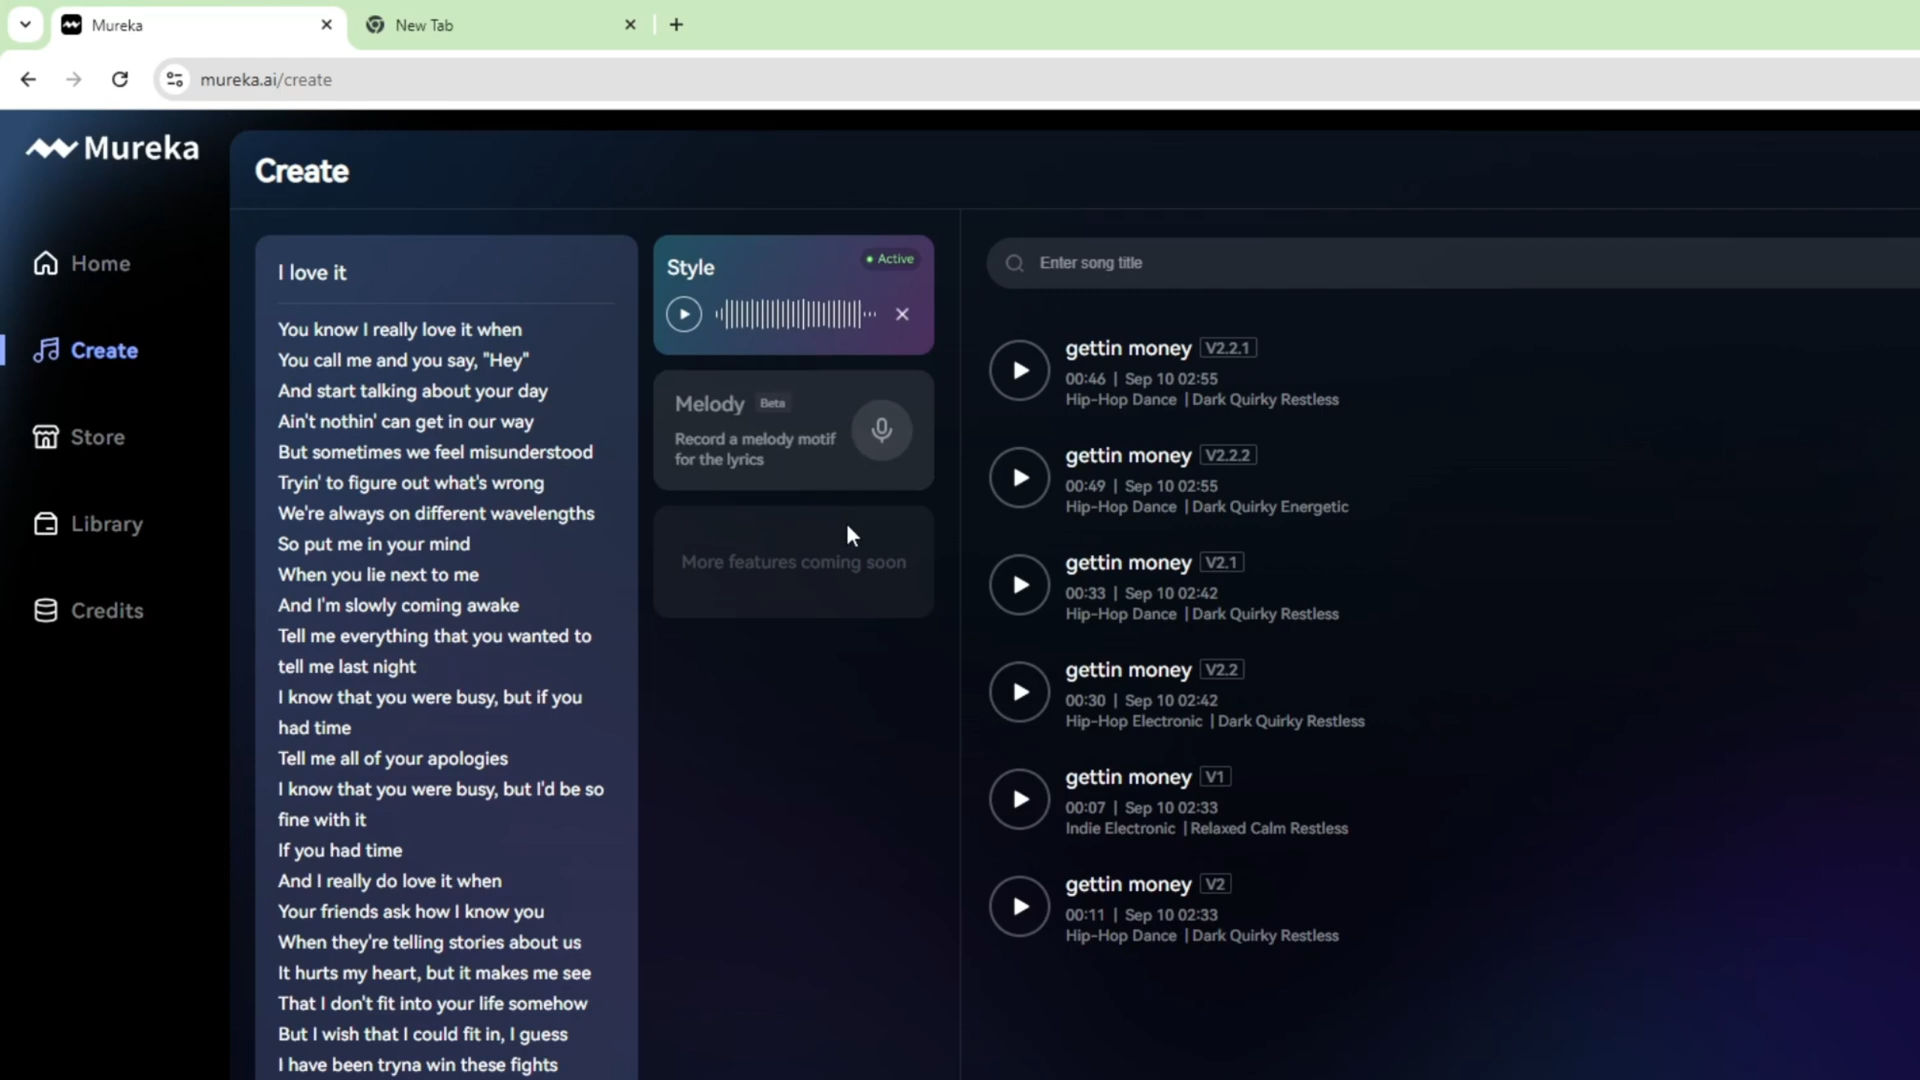 Mureka
New Tab
mureka.ai/create
Mureka
Create
Home
Create
Store
Library
Credits
I love it
You know I really love it when
You call me and you say, "Hey"
And start talking about your day
Ain't nothin' can get in our way
But sometimes we feel misunderstood
Tryin' to figure out what's wrong
We're always on different wavelengths
So put me in your mind
When you lie next to me
And I'm slowly coming awake
Tell me everything that you wanted to
tell me last night
I know that you were busy, but if you
had time
Tell me all of your apologies
I know that you were busy, but I'd be so
fine with it
If you had time
And I really do love it when
Your friends ask how I know you
When they're telling stories about us
It hurts my heart, but it makes me see
That I don't fit into your life somehow
But I wish that I could fit in, I guess
I have been tryna win these fights
Style
Active
Melody Beta
Record a melody motif
for the lyrics
More features coming soon
Enter song title
gettin money V2.2.1
00:46 | Sep 10 02:55
Hip-Hop Dance | Dark Quirky Restless
gettin money V2.2.2
00:49 | Sep 10 02:55
Hip-Hop Dance | Dark Quirky Energetic
gettin money V2.1
00:33 | Sep 10 02:42
Hip-Hop Dance | Dark Quirky Restless
gettin money V2.2
00:30 | Sep 10 02:42
Hip-Hop Electronic | Dark Quirky Restless
gettin money V1
00:07 | Sep 10 02:33
Indie Electronic | Relaxed Calm Restless
gettin money V2
00:11 | Sep 10 02:33
Hip-Hop Dance | Dark Quirky Restless